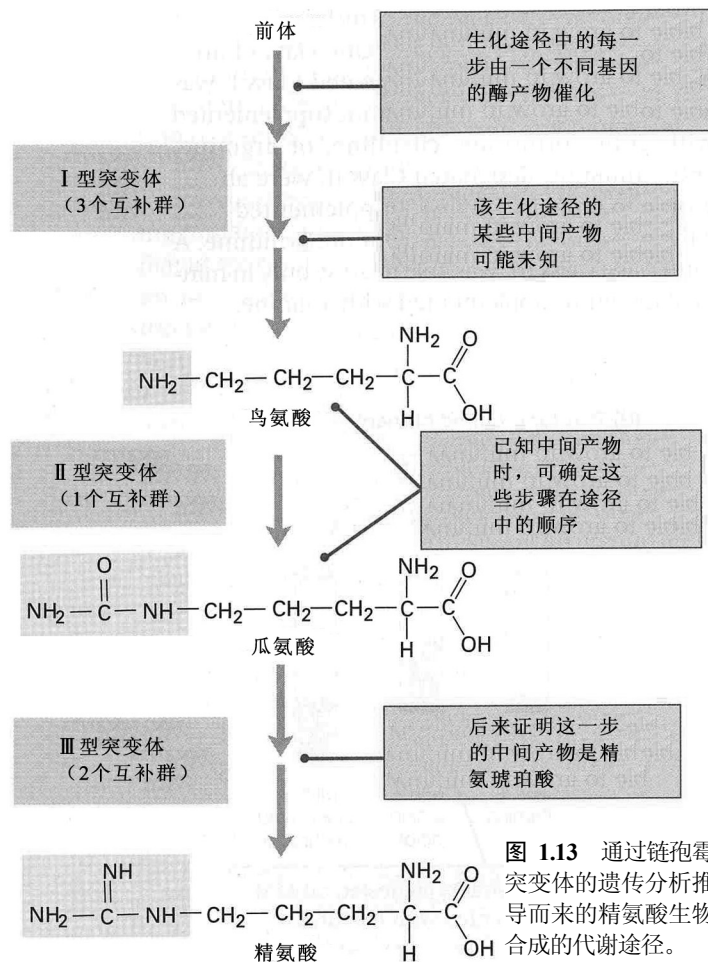 前体
生化途径中的每一
步由一个不同基因
的酶产物催化
Ⅰ型突变体
（3个互补群）
该生化途径的
某些中间产物
可能未知
NH₂—CH₂—CH₂—CH₂—C—C
NH₂
O
H
OH
鸟氨酸
Ⅱ型突变体
（1个互补群）
已知中间产物
时，可确定这
些步骤在途径
中的顺序
O
NH₂
O
NH₂—C—NH—CH₂—CH₂—CH₂—C—C
H
OH
瓜氨酸
Ⅲ型突变体
（2个互补群）
后来证明这一步
的中间产物是精
氨琥珀酸
NH
NH₂
O
NH₂—C—NH—CH₂—CH₂—CH₂—C—C
H
OH
精氨酸
图 1.13 通过链孢霉
突变体的遗传分析推
导而来的精氨酸生物
合成的代谢途径。